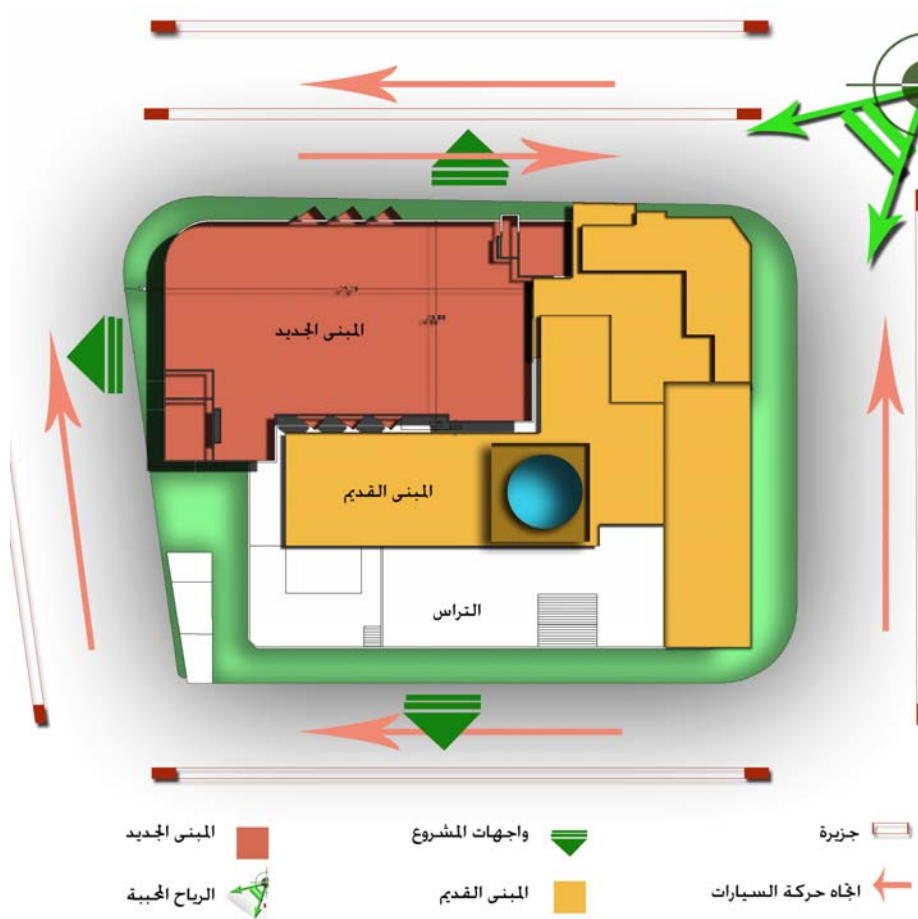 المبنى الجديد
المبنى القديم
التراس
جزيرة
واجهات المشروع
المبنى الجديد
اتجاه حركة السيارات
المبنى القديم
الرياح المحببة